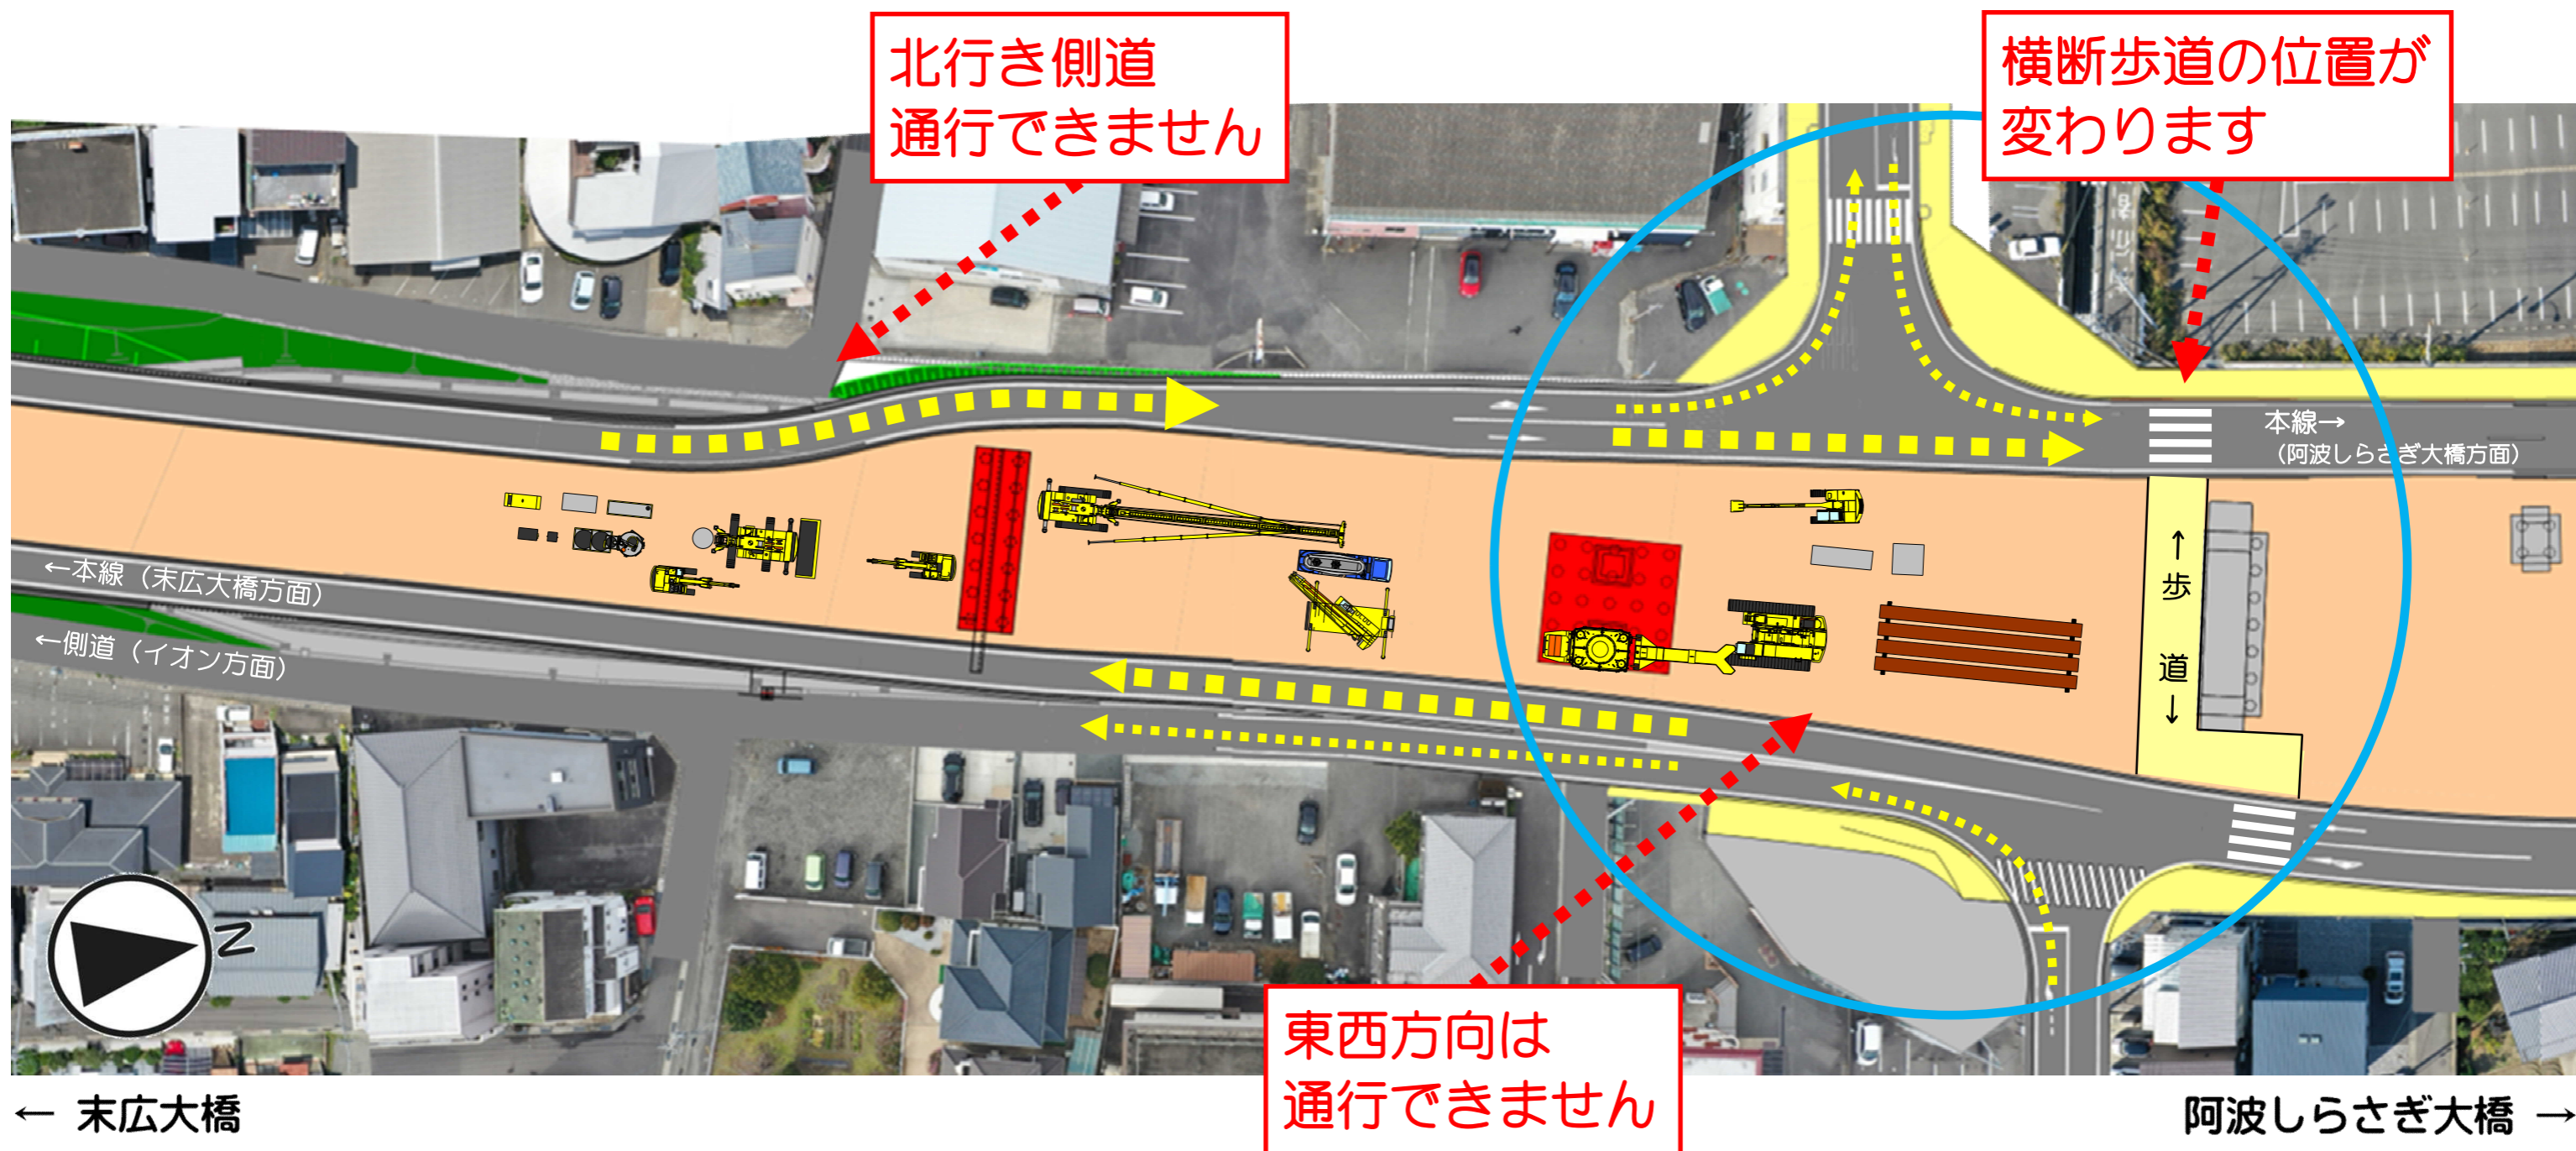 北行き側道
通行できません
横断歩道の位置が
変わります
本線→
（阿波しらさぎ大橋方面）
←本線（末広大橋方面）
←側道（イオン方面）
←歩道→
N
東西方向は
通行できません
← 末広大橋
阿波しらさぎ大橋 →